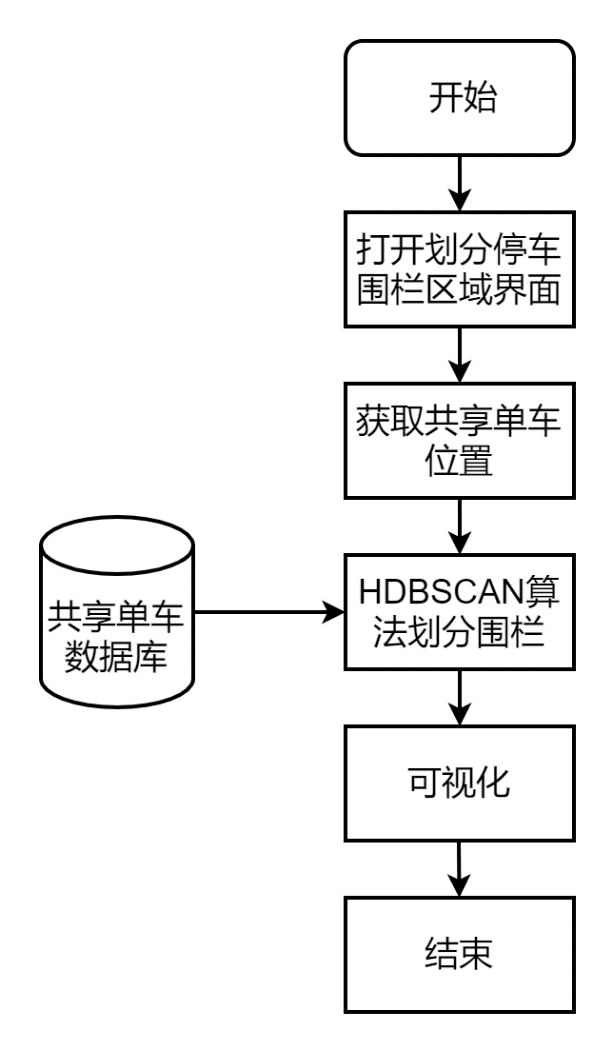 开始
打开划分停车
围栏区域界面
获取共享单车
位置
共享单车
数据库
HDBSCAN算
法划分围栏
可视化
结束